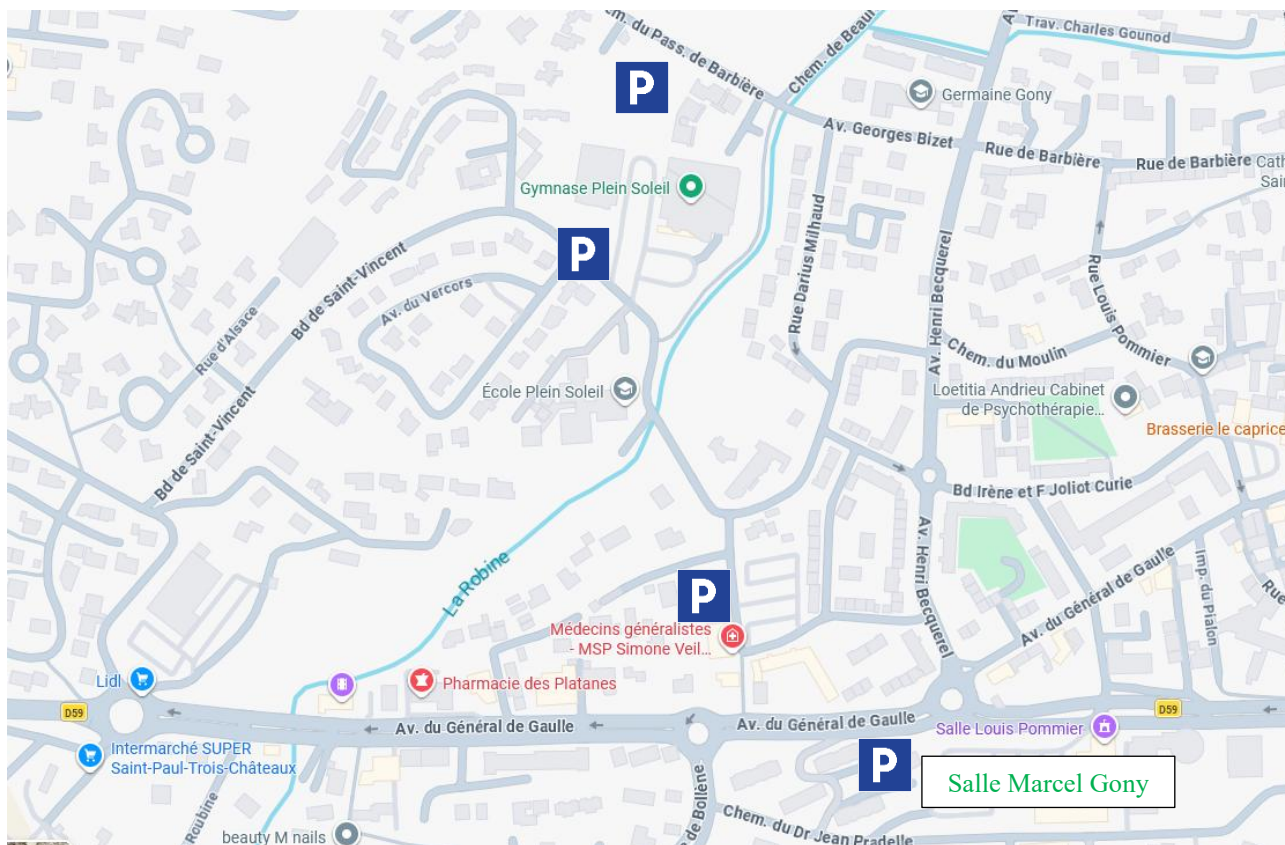 Chem. du Pass. de Barbière
Chem. de Beau
Trav. Charles Gounod
P
Germaine Gony
Av. Georges Bizet
Rue de Barbière
Rue de Barbière
Gymnase Plein Soleil
Rue Darius Milhaud
Av. Henri Becquerel
Rue Louis Pommier
P
Bd de Saint-Vincent
Av. du Vercors
Rue d'Alsace
Chem. du Moulin
École Plein Soleil
Loetitia Andrieu Cabinet
de Psychothérapie...
Brasserie le caprice
Bd de Saint-Vincent
Bd Irène et F Joliot Curie
La Robine
Av. Henri Becquerel
Av. du Général de Gaulle
Imp. du Pialon
Rue
P
Médecins généralistes
- MSP Simone Veil...
Lidl
Pharmacie des Platanes
D59
Av. du Général de Gaulle
Av. du Général de Gaulle
D59
Salle Louis Pommier
Intermarché SUPER
Saint-Paul-Trois-Châteaux
P
Salle Marcel Gony
Roubine
de Bollène
beauty M nails
Chem. du Dr Jean Pradelle